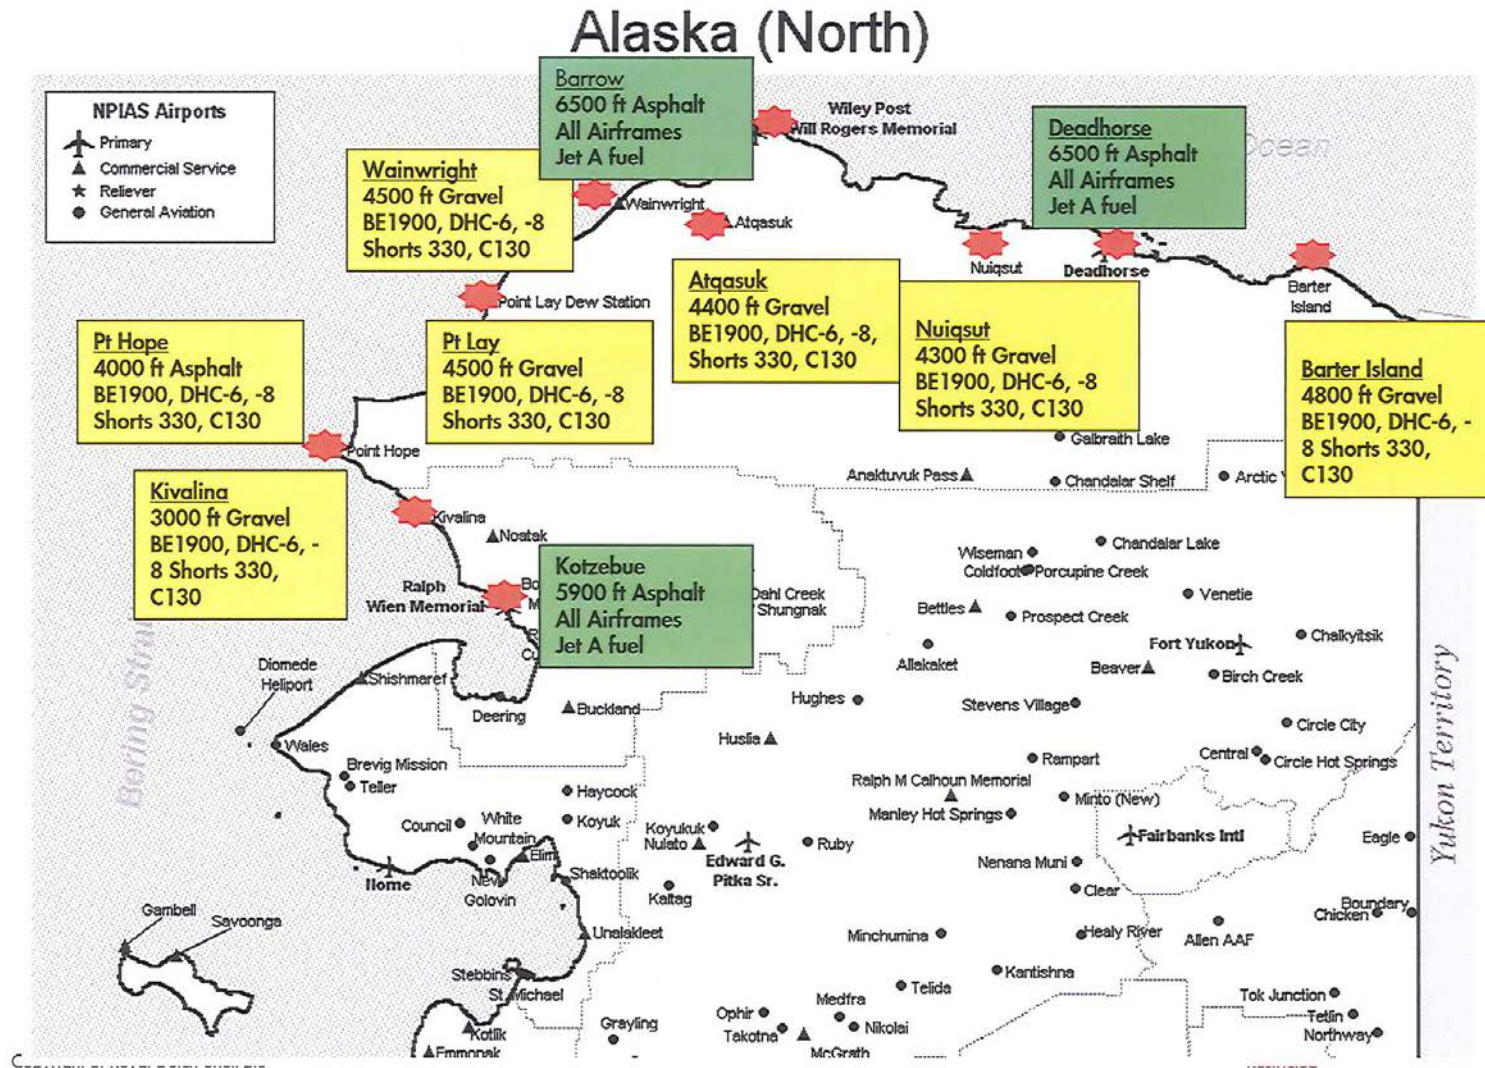 Alaska (North)
NPIAS Airports
Primary
Commercial Service
Reliever
General Aviation
Barrow
6500 ft Asphalt
All Airframes
Jet A fuel
Wiley Post
Will Rogers Memorial
Deadhorse
6500 ft Asphalt
All Airframes
Jet A fuel
Ocean
Wainwright
4500 ft Gravel
BE1900, DHC-6, -8
Shorts 330, C130
Wainwright
Atqasuk
Nuiqsut
Deadhorse
Barter
Island
Point Lay Dew Station
Atqasuk
4400 ft Gravel
BE1900, DHC-6, -8,
Shorts 330, C130
Nuiqsut
4300 ft Gravel
BE1900, DHC-6, -8
Shorts 330, C130
Barter Island
4800 ft Gravel
BE1900, DHC-6, -
8 Shorts 330,
C130
Pt Hope
4000 ft Asphalt
BE1900, DHC-6, -8
Shorts 330, C130
Pt Lay
4500 ft Gravel
BE1900, DHC-6, -8
Shorts 330, C130
Point Hope
Galbraith Lake
Anaktuvuk Pass
Chandalar Shelf
Arctic
Kivalina
3000 ft Gravel
BE1900, DHC-6, -
8 Shorts 330,
C130
Kivalina
Noatak
Kotzebue
5900 ft Asphalt
All Airframes
Jet A fuel
Ralph
Wien Memorial
Dahl Creek
Shungnak
Wiseman
Coldfoot
Porcupine Creek
Chandalar Lake
Bettles
Prospect Creek
Venetie
Fort Yukon
Chalkyitsik
Allakaket
Beaver
Birch Creek
Bering Strait
Diomede
Heliport
Shishmaref
Deering
Buckland
Hughes
Stevens Village
Circle City
Wales
Huslia
Rampart
Central
Circle Hot Springs
Brevig Mission
Teller
Haycock
Ralph M Calhoun Memorial
Manley Hot Springs
Minto (New)
Yukon Territory
Council
White
Mountain
Koyuk
Koyukuk
Nulato
Edward G.
Pitka Sr.
Ruby
Fairbanks Intl
Eagle
Elim
Nome
New
Golovin
Shaktoolik
Kaltag
Nenana Muni
Clear
Gambell
Savoonga
Unalakleet
Minchumina
Healy River
Allen AAF
Chicken
Boundary
Stebbins
St. Michael
Kantishna
Telida
Medfra
Tok Junction
Tetlin
Northway
Kotlik
Emmonak
Grayling
Ophir
Takotna
Nikolai
McGrath